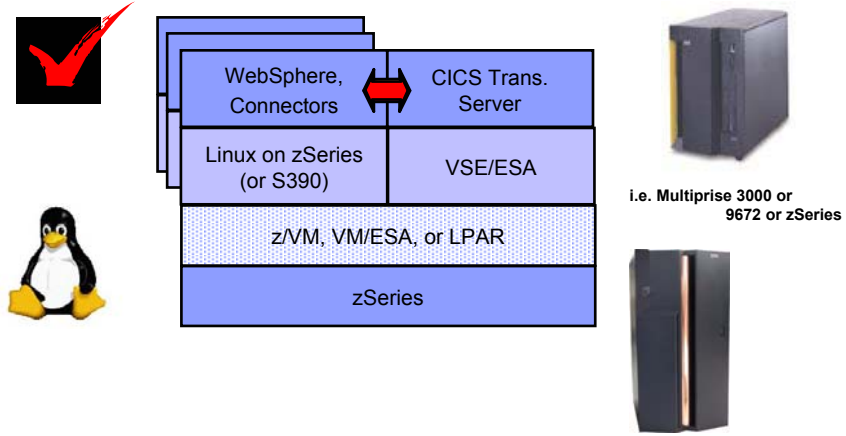 WebSphere,
Connectors
CICS Trans.
Server
Linux on zSeries
(or S390)
VSE/ESA
z/VM, VM/ESA, or LPAR
zSeries
i.e. Multiprise 3000 or
9672 or zSeries